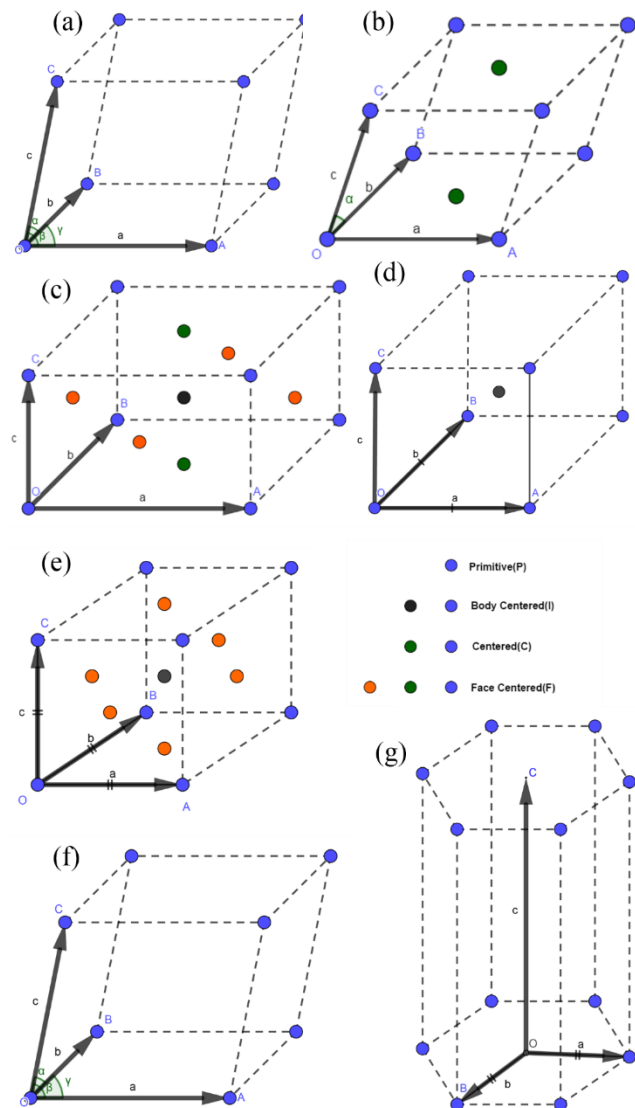 (a)
C
c
B
b
α
β
γ
a
O
A
(b)
C
B
c
α
b
a
O
A
(c)
C
B
c
b
O
a
A
(d)
C
B
c
b
O
a
A
(e)
C
B
c
b
a
O
A
Primitive(P)
Body Centered(I)
Centered(C)
Face Centered(F)
(f)
C
c
B
b
α
β
γ
a
O
A
(g)
C
c
O
a
A
B
b